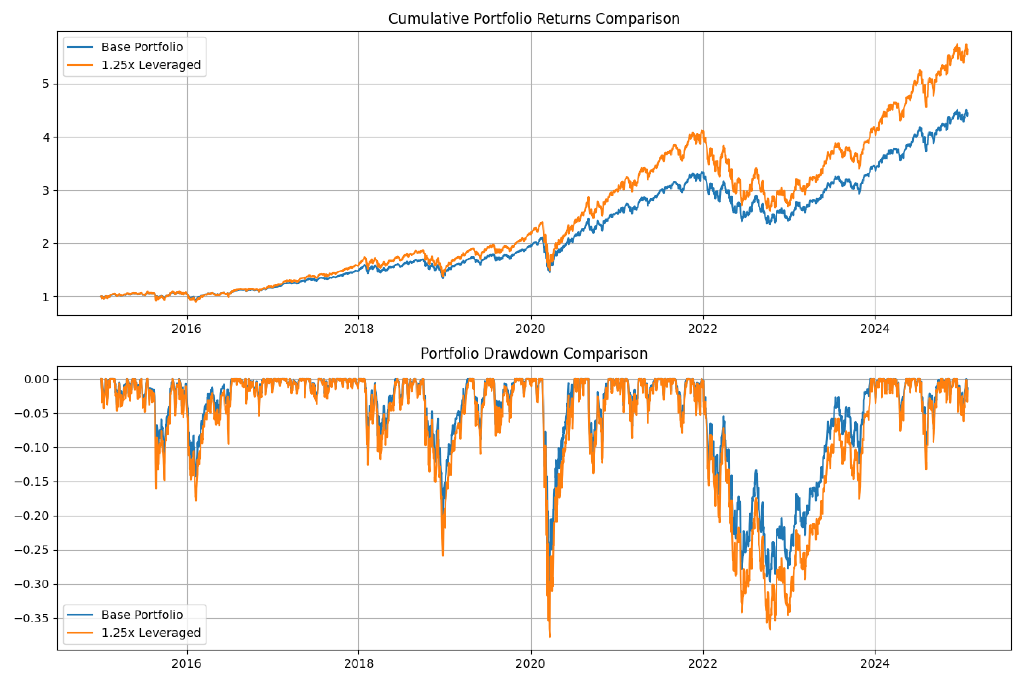 Cumulative Portfolio Returns Comparison
Base Portfolio
1.25x Leveraged
5
4
3
2
1
2016 2018 2020 2022 2024
Portfolio Drawdown Comparison
0.00
−0.05
−0.10
−0.15
−0.20
−0.25
−0.30
−0.35
Base Portfolio
1.25x Leveraged
2016 2018 2020 2022 2024